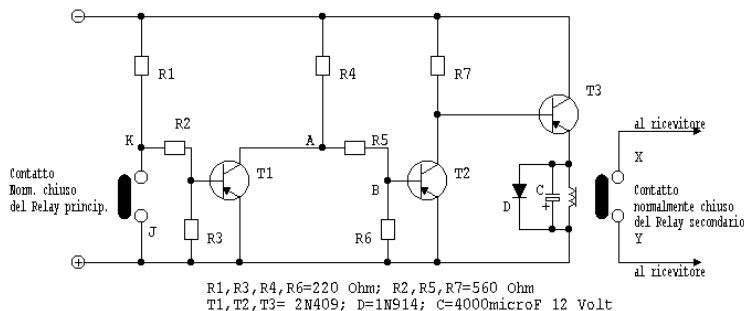 R1
R2
K
Contatto
Norm. chiuso
del Relay princip.
J
R3
T1
R4
A
R5
B
R6
T2
R7
T3
D
C
+
al ricevitore
X
Contatto
normalmente chiuso
del Relay secondario
Y
al ricevitore
R1,R3,R4,R6=220 Ohm; R2,R5,R7=560 Ohm
T1,T2,T3= 2N409; D=1N914; C=4000microF 12 Volt